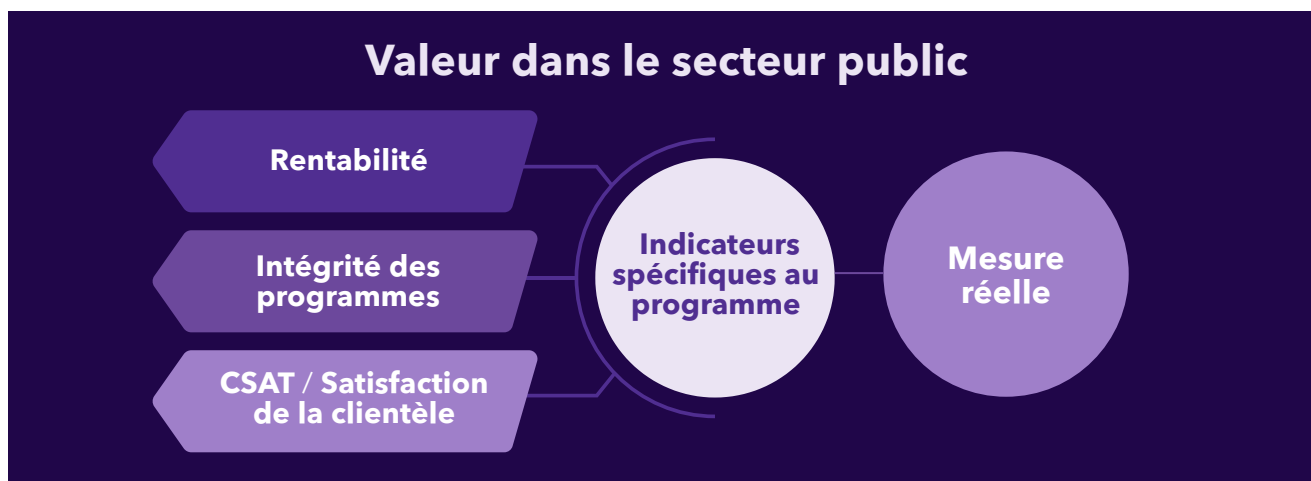 Valeur dans le secteur public
Rentabilité
Intégrité des
programmes
CSAT / Satisfaction
de la clientèle
Indicateurs
spécifiques au
programme
Mesure
réelle